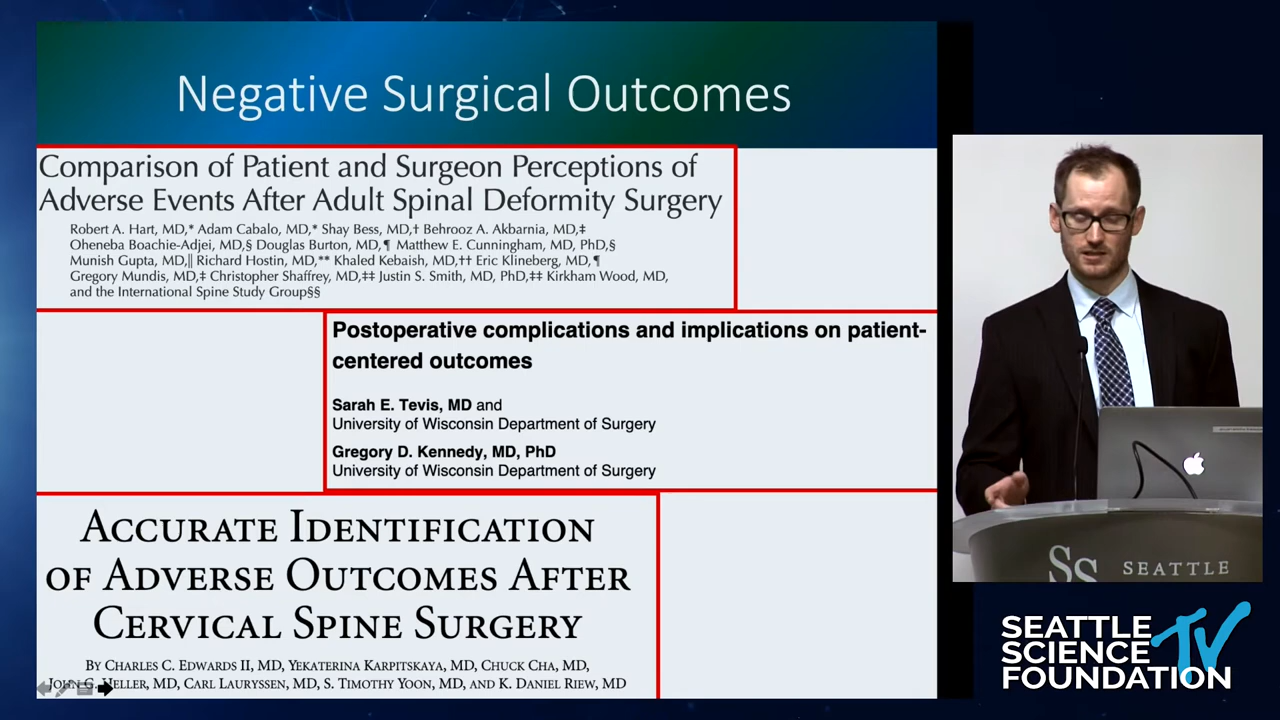 Negative Surgical Outcomes
Comparison of Patient and Surgeon Perceptions of
Adverse Events After Adult Spinal Deformity Surgery
Robert A. Hart, MD,* Adam Cabalo, MD,* Shay Bess, MD,† Behrooz A. Akbarnia, MD,‡
Oheneba Boachie-Adjei, MD,§ Douglas Burton, MD,¶ Matthew E. Cunningham, MD, PhD,§
Munish Gupta, MD,‖ Richard Hostin, MD,** Khaled Kebaish, MD,†† Eric Klineberg, MD,¶
Gregory Mundis, MD,‡ Christopher Shaffrey, MD,‡‡ Justin S. Smith, MD, PhD,‡‡ Kirkham Wood, MD,
and the International Spine Study Group§§
Postoperative complications and implications on patient-
centered outcomes
Sarah E. Tevis, MD and
University of Wisconsin Department of Surgery
Gregory D. Kennedy, MD, PhD
University of Wisconsin Department of Surgery
ACCURATE IDENTIFICATION
OF ADVERSE OUTCOMES AFTER
CERVICAL SPINE SURGERY
BY CHARLES C. EDWARDS II, MD, YEKATERINA KARPITSKAYA, MD, CHUCK CHA, MD,
JOHN G. HELLER, MD, CARL LAURYSSEN, MD, S. TIMOTHY YOON, MD, AND K. DANIEL RIEW, MD
SS SEATTLE
SEATTLE
SCIENCE TV
FOUNDATION